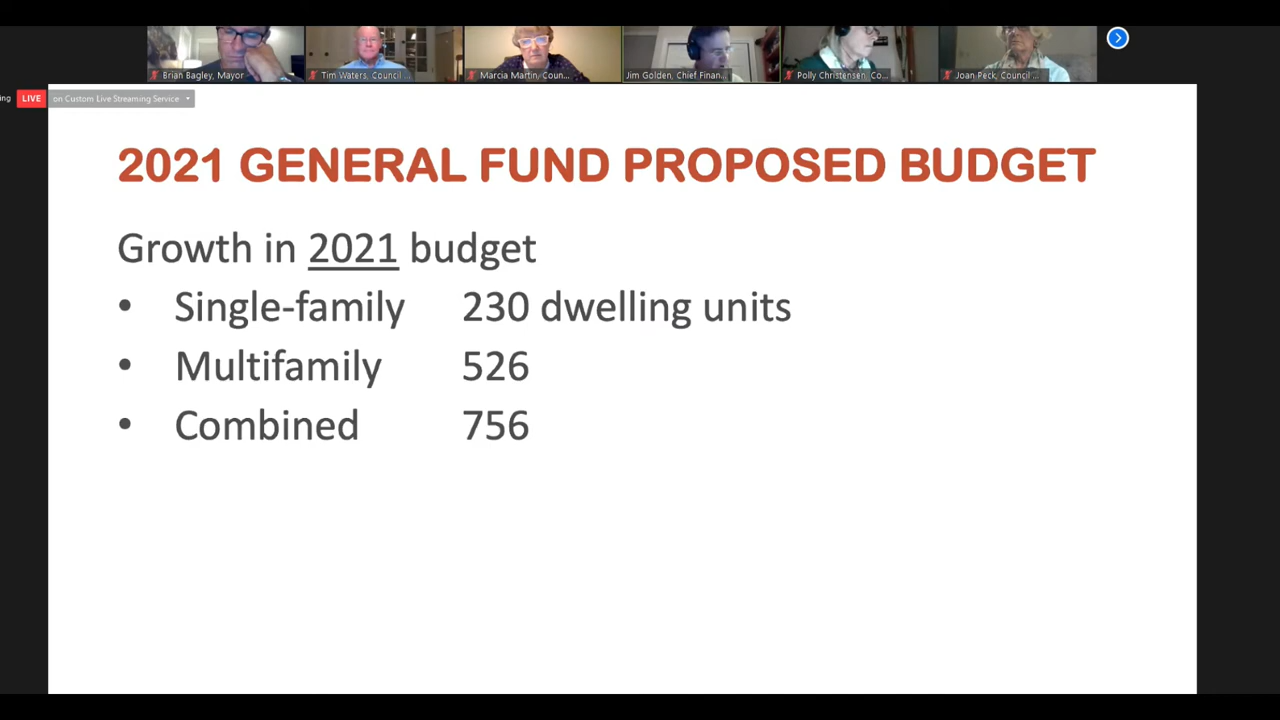 Brian Bagley, Mayor
Tim Waters, Council ...
Marcia Martin, Coun...
Jim Golden, Chief Finan...
Polly Christensen, Co...
Joan Peck, Council ...
ing
LIVE
on Custom Live Streaming Service
2021 GENERAL FUND PROPOSED BUDGET
Growth in 2021 budget
• Single-family 230 dwelling units
• Multifamily 526
• Combined 756